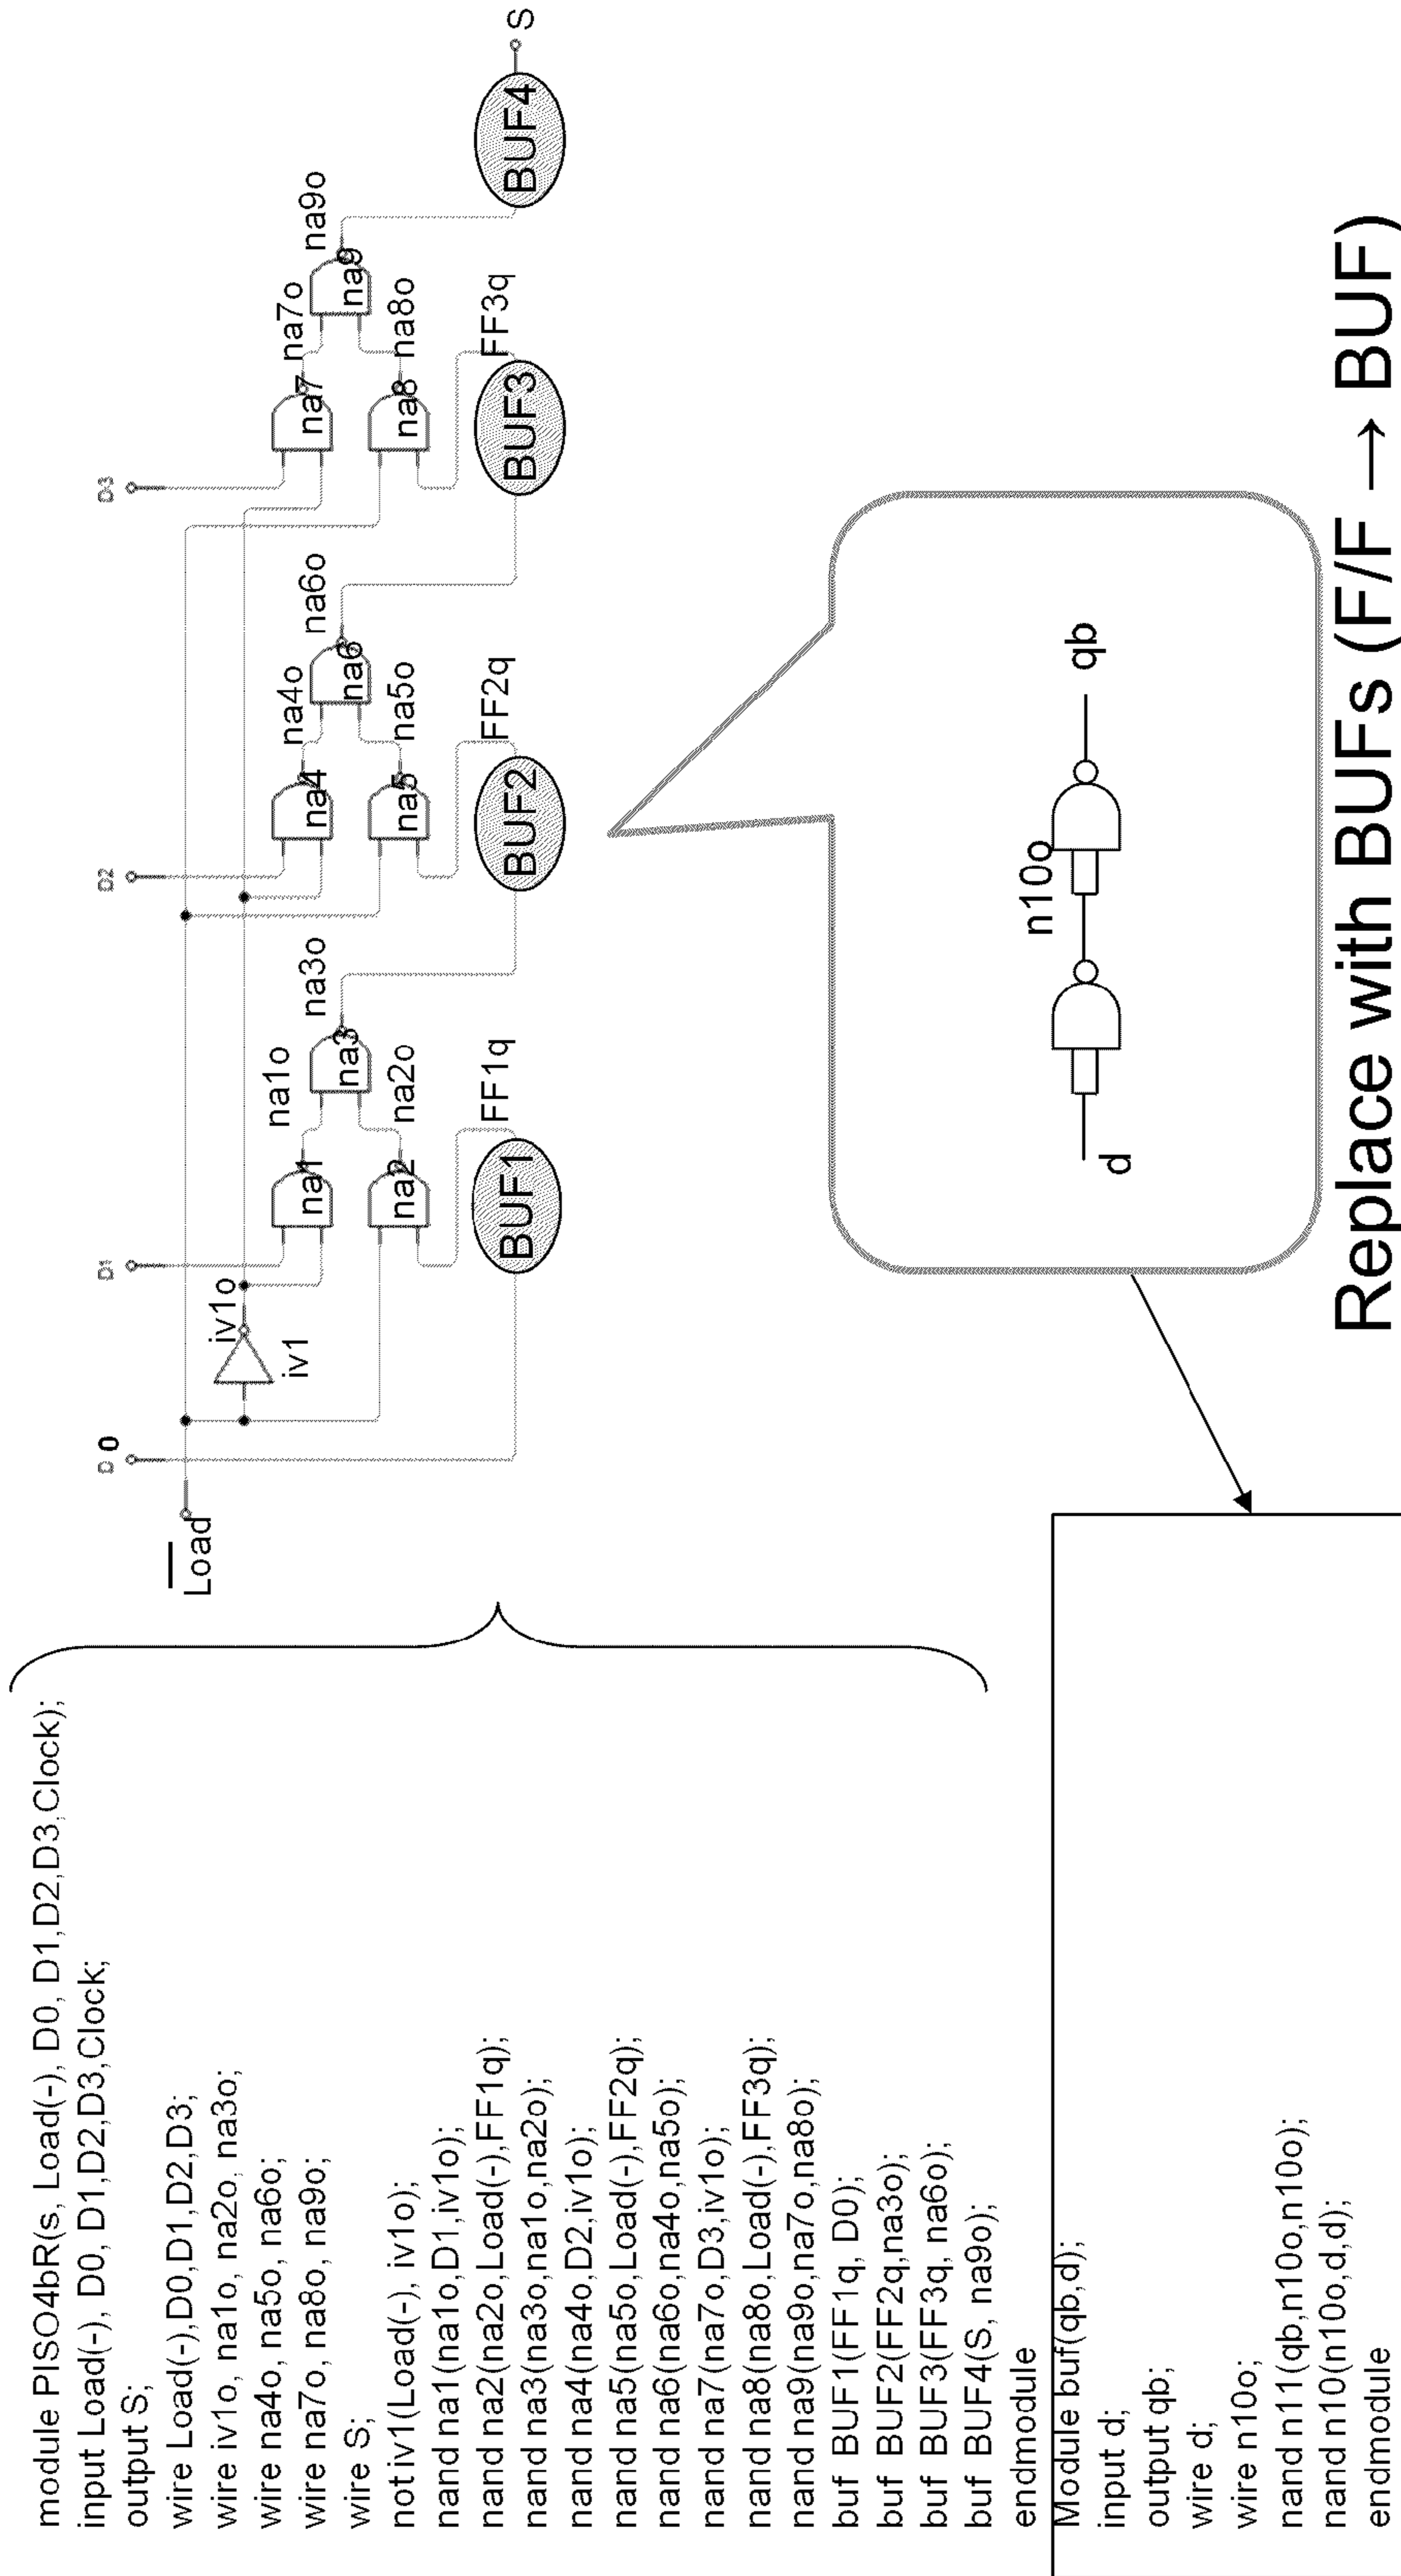 module PISO4bR(s, Load(-), D0, D1,D2,D3,Clock);
input Load(-), D0, D1,D2,D3,Clock;
output S;
wire Load(-),D0,D1,D2,D3;
wire iv1o, na1o, na2o, na3o;
wire na4o, na5o, na6o;
wire na7o, na8o, na9o;
wire S;
not iv1(Load(-), iv1o);
nand na1(na1o,D1,iv1o);
nand na2(na2o,Load(-),FF1q);
nand na3(na3o,na1o,na2o);
nand na4(na4o,D2,iv1o);
nand na5(na5o,Load(-),FF2q);
nand na6(na6o,na4o,na5o);
nand na7(na7o,D3,iv1o);
nand na8(na8o,Load(-),FF3q);
nand na9(na9o,na7o,na8o);
buf BUF1(FF1q, D0);
buf BUF2(FF2q,na3o);
buf BUF3(FF3q, na6o);
buf BUF4(S, na9o);
endmodule
Module buf(qb,d);
input d;
output qb;
wire d;
wire n10o;
nand n11(qb,n10o,n10o);
nand n10(n10o,d,d);
endmodule
Load
D 0
D1
D2
D3
iv1o
iv1
na1o
na1
na2o
na2
na3o
na3
FF1q
BUF1
na4o
na4
na5o
na5
na6o
na6
FF2q
BUF2
na7o
na7
na8o
na8
na9o
na9
FF3q
BUF3
BUF4
S
d
n10o
qb
Replace with BUFs (F/F → BUF)